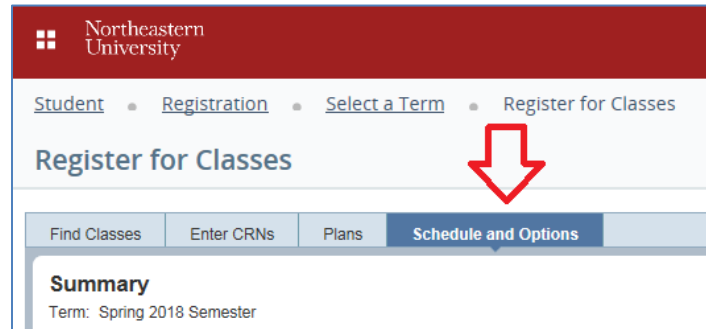 Northeastern
University
Student Registration Select a Term Register for Classes
Register for Classes
Find Classes Enter CRNs Plans Schedule and Options
Summary
Term: Spring 2018 Semester